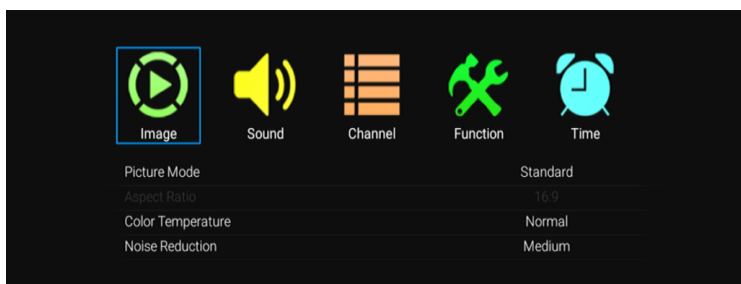 Image Sound Channel Function Time
Picture Mode Standard
Aspect Ratio 16:9
Color Temperature Normal
Noise Reduction Medium